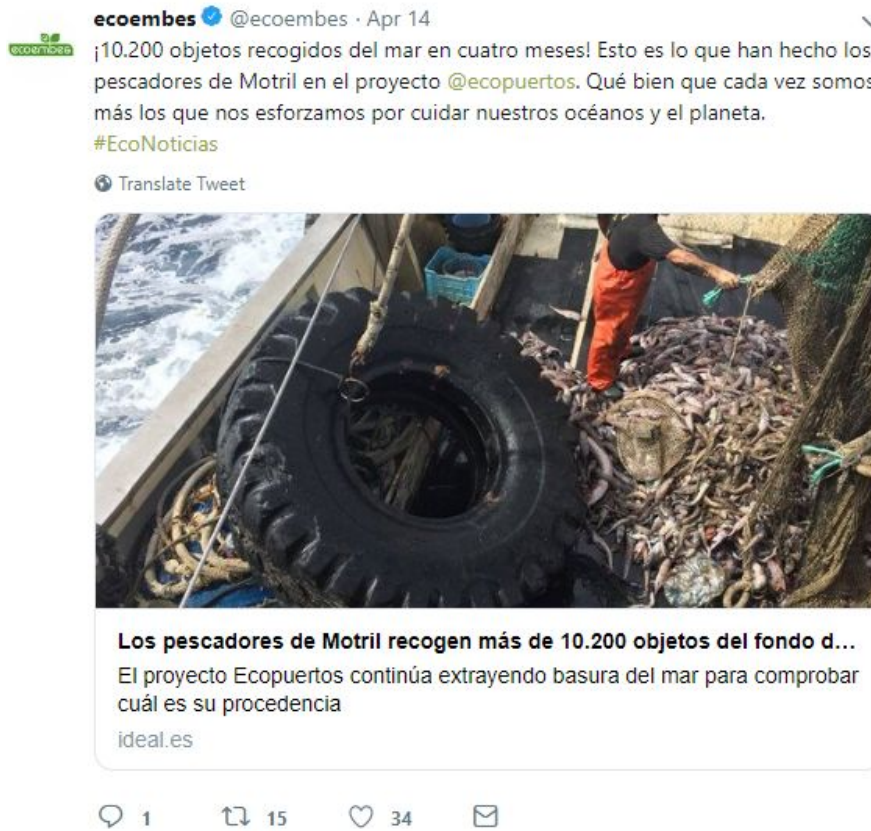 ecoembes @ecoembes · Apr 14
ecoembes
¡10.200 objetos recogidos del mar en cuatro meses! Esto es lo que han hecho los
pescadores de Motril en el proyecto @ecopuertos. Qué bien que cada vez somos
más los que nos esforzamos por cuidar nuestros océanos y el planeta.
#EcoNoticias
Translate Tweet
Los pescadores de Motril recogen más de 10.200 objetos del fondo d...
El proyecto Ecopuertos continúa extrayendo basura del mar para comprobar
cuál es su procedencia
ideal.es
1 15 34